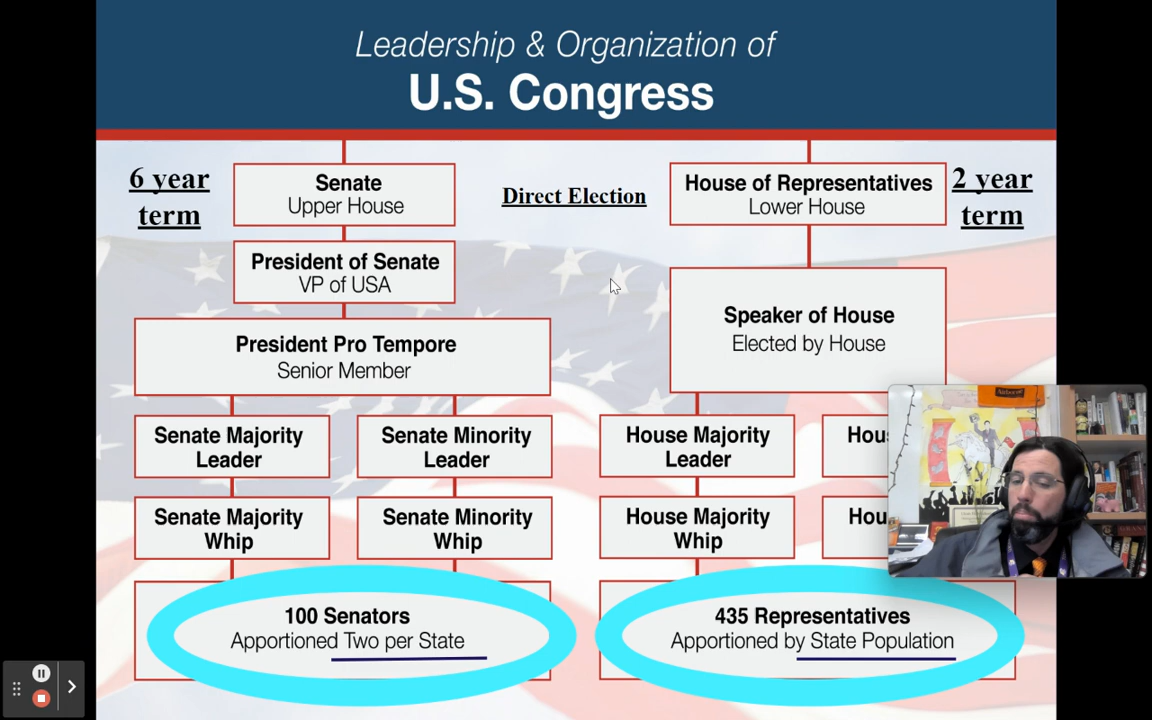 Leadership & Organization of
U.S. Congress
6 year
term
Senate
Upper House
Direct Election
House of Representatives
Lower House
2 year
term
President of Senate
VP of USA
Speaker of House
Elected by House
President Pro Tempore
Senior Member
Senate Majority
Leader
Senate Minority
Leader
House Majority
Leader
Senate Majority
Whip
Senate Minority
Whip
House Majority
Whip
100 Senators
Apportioned Two per State
435 Representatives
Apportioned by State Population